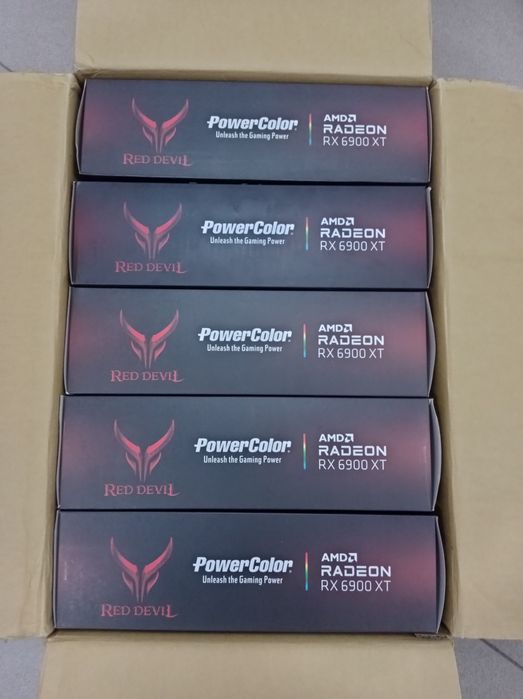 RED DEVIL
PowerColor
Unleash the Gaming Power
AMD
RADEON
RX 6900 XT
RED DEVIL
PowerColor
Unleash the Gaming Power
AMD
RADEON
RX 6900 XT
RED DEVIL
PowerColor
Unleash the Gaming Power
AMD
RADEON
RX 6900 XT
RED DEVIL
PowerColor
Unleash the Gaming Power
AMD
RADEON
RX 6900 XT
RED DEVIL
PowerColor
Unleash the Gaming Power
AMD
RADEON
RX 6900 XT